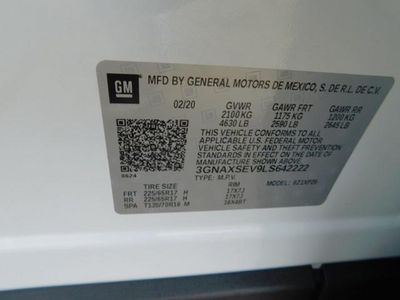 GM
MFD BY GENERAL MOTORS DE MEXICO, S. DE R.L. DE C.V.
02/20 GVWR GAWR FRT GAWR RR
2100 KG 1175 KG 1200 KG
4630 LB 2590 LB 2645 LB
THIS VEHICLE CONFORMS TO ALL
APPLICABLE U.S. FEDERAL MOTOR
VEHICLE SAFETY, BUMPER, AND THEFT
PREVENTION STANDARDS IN EFFECT ON THE
DATE OF MANUFACTURE SHOWN ABOVE.
3GNAXSEV9LS642222
TYPE: M.P.V. MODEL:
TIRE SIZE RIM
FRT 225/65R17 H 17X7J
RR 225/65R17 H 17X7J
SPA T135/70R16 M 16X4BT